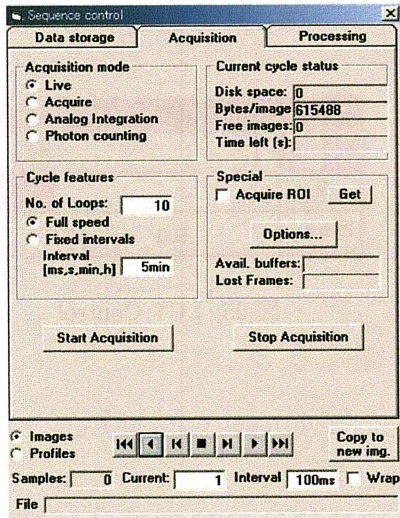 Sequence control
Data storage
Acquisition
Processing
Acquisition mode
Live
Acquire
Analog Integration
Photon counting
Current cycle status
Disk space: 0
Bytes/image 615488
Free images: 0
Time left (s):
Cycle features
No. of Loops: 10
Full speed
Fixed intervals
Interval
[ms,s,min,h] 5min
Special
Acquire ROI Get
Options...
Avail. buffers:
Lost Frames:
Start Acquisition
Stop Acquisition
Images
Profiles
Copy to
new img.
Samples: 0 Current: 1 Interval 100ms Wrap
File